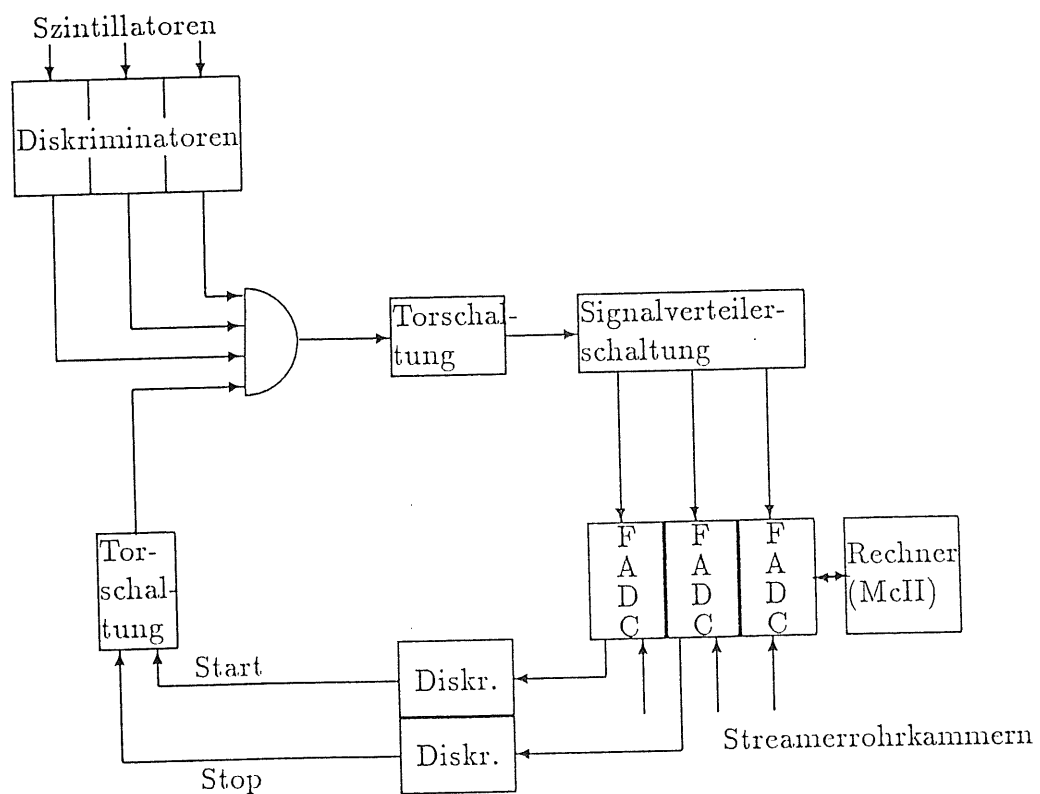 Szintillatoren
Diskriminatoren
Torschal-
tung
Signalverteiler-
schaltung
F
A
D
C
F
A
D
C
F
A
D
C
Rechner
(McII)
Tor-
schal-
tung
Start
Diskr.
Diskr.
Stop
Streamerrohrkammern